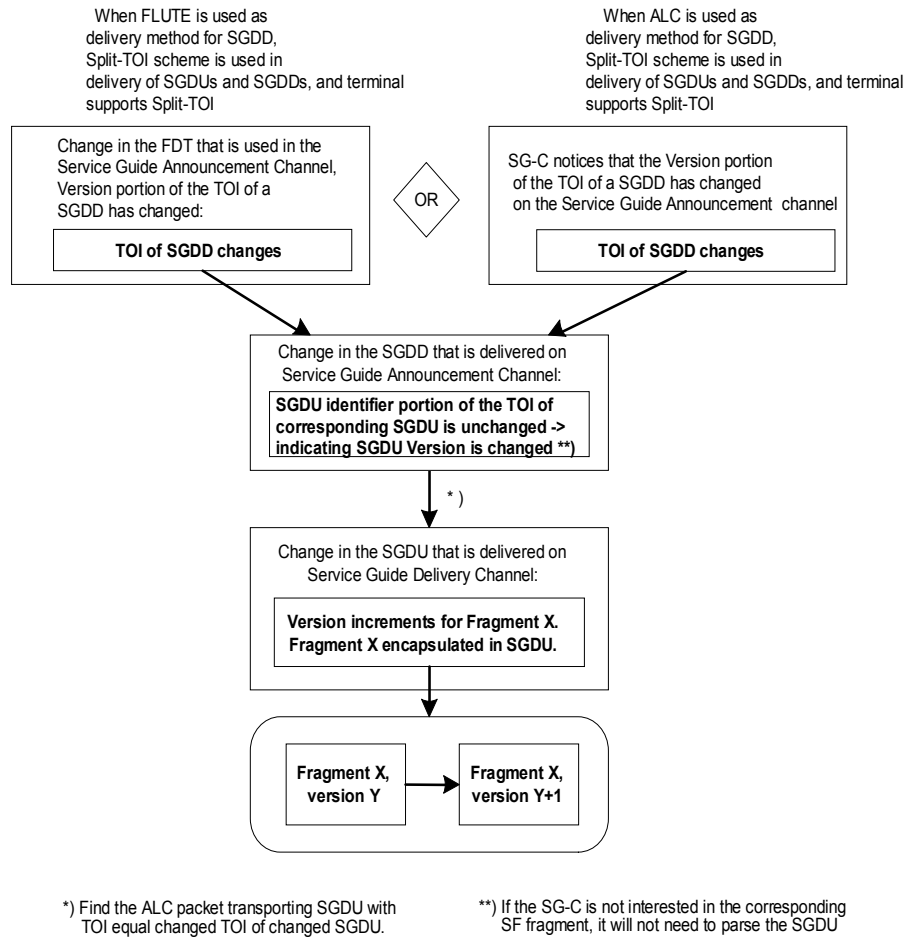 When FLUTE is used as
delivery method for SGDD,
Split-TOI scheme is used in
delivery of SGDUs and SGDDs, and terminal
supports Split-TOI
When ALC is used as
delivery method for SGDD,
Split-TOI scheme is used in
delivery of SGDUs and SGDDs, and terminal
supports Split-TOI
Change in the FDT that is used in the
Service Guide Announcement Channel,
Version portion of the TOI of a
SGDD has changed:
TOI of SGDD changes
OR
SG-C notices that the Version portion
of the TOI of a SGDD has changed
on the Service Guide Announcement channel
TOI of SGDD changes
Change in the SGDD that is delivered on
Service Guide Announcement Channel:
SGDU identifier portion of the TOI of
corresponding SGDU is unchanged ->
indicating SGDU Version is changed **)
* )
Change in the SGDU that is delivered on
Service Guide Delivery Channel:
Version increments for Fragment X.
Fragment X encapsulated in SGDU.
Fragment X,
version Y
Fragment X,
version Y+1
*) Find the ALC packet transporting SGDU with
TOI equal changed TOI of changed SGDU.
**) If the SG-C is not interested in the corresponding
SF fragment, it will not need to parse the SGDU